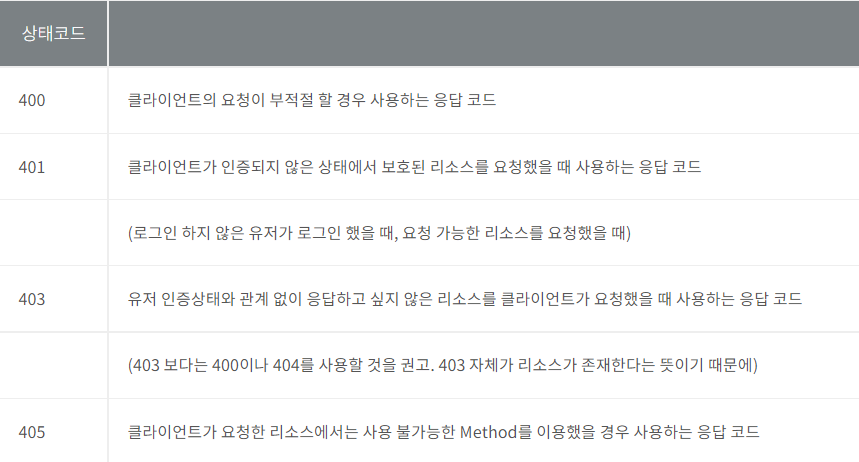 상태코드
400 클라이언트의 요청이 부적절 할 경우 사용하는 응답 코드
401 클라이언트가 인증되지 않은 상태에서 보호된 리소스를 요청했을 때 사용하는 응답 코드
(로그인 하지 않은 유저가 로그인 했을 때, 요청 가능한 리소스를 요청했을 때)
403 유저 인증상태와 관계 없이 응답하고 싶지 않은 리소스를 클라이언트가 요청했을 때 사용하는 응답 코드
(403 보다는 400이나 404를 사용할 것을 권고. 403 자체가 리소스가 존재한다는 뜻이기 때문에)
405 클라이언트가 요청한 리소스에서는 사용 불가능한 Method를 이용했을 경우 사용하는 응답 코드